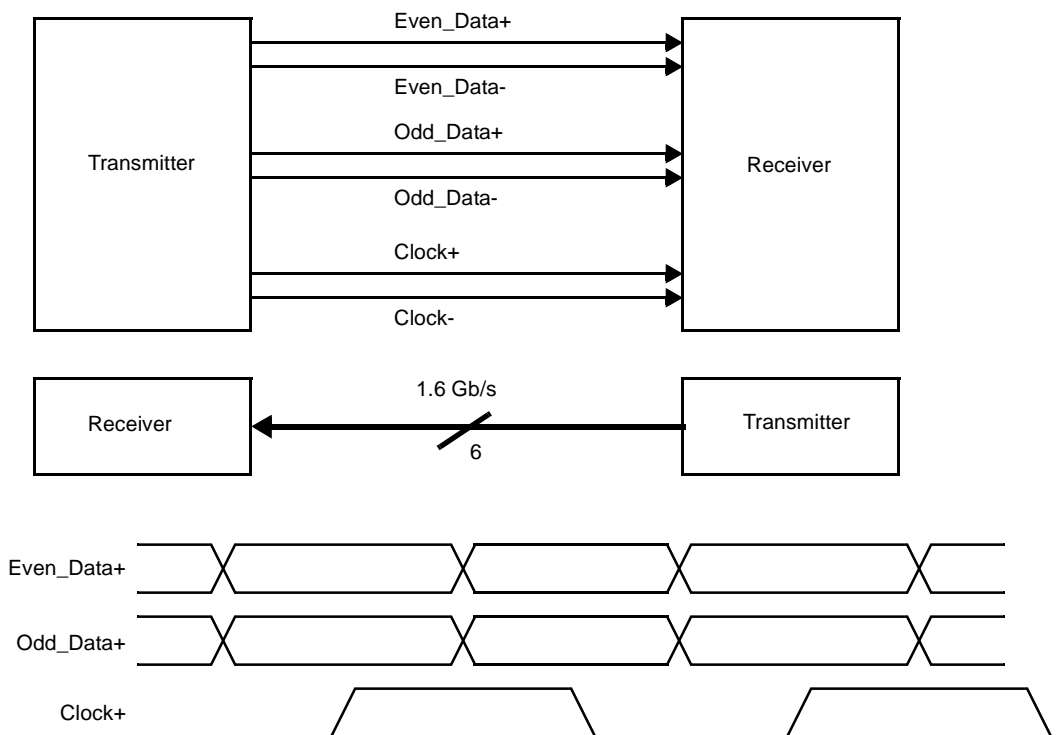 Even_Data+
Even_Data-
Odd_Data+
Transmitter
Receiver
Odd_Data-
Clock+
Clock-
1.6 Gb/s
Receiver
Transmitter
6
Even_Data+
Odd_Data+
Clock+